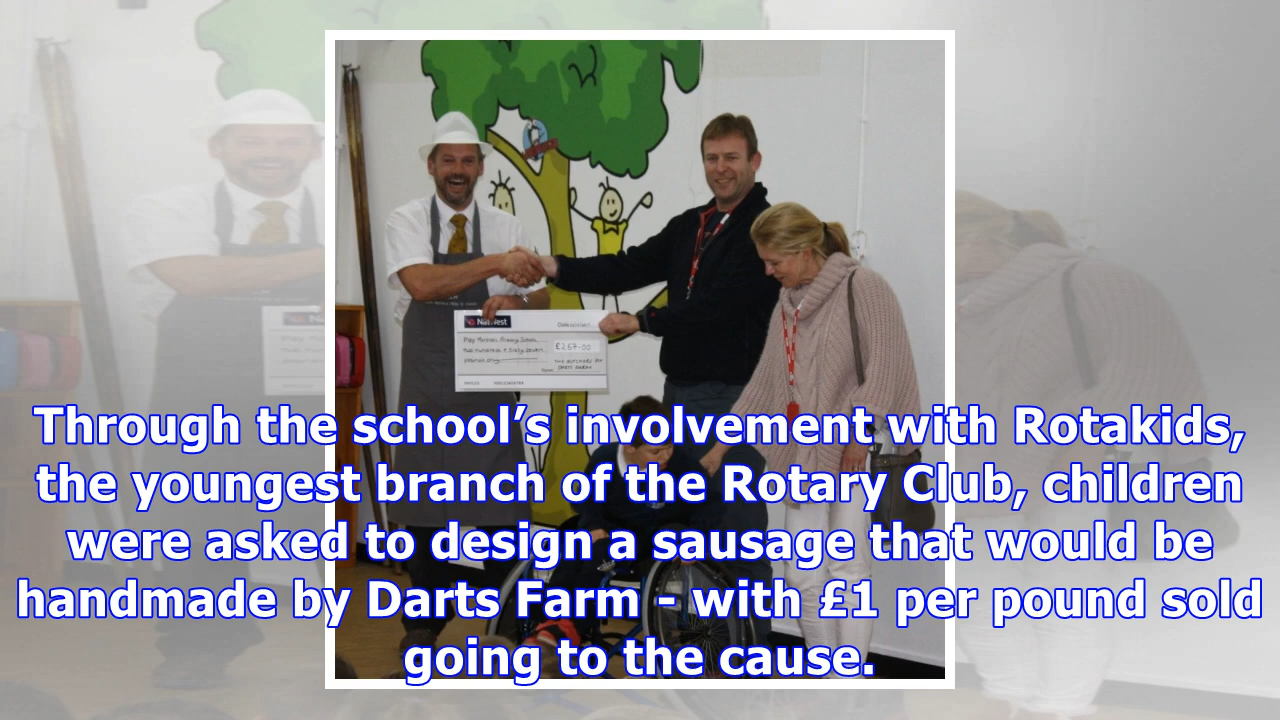 NatWest
£267.00
Through the school’s involvement with Rotakids,
the youngest branch of the Rotary Club, children
were asked to design a sausage that would be
handmade by Darts Farm - with £1 per pound sold
going to the cause.